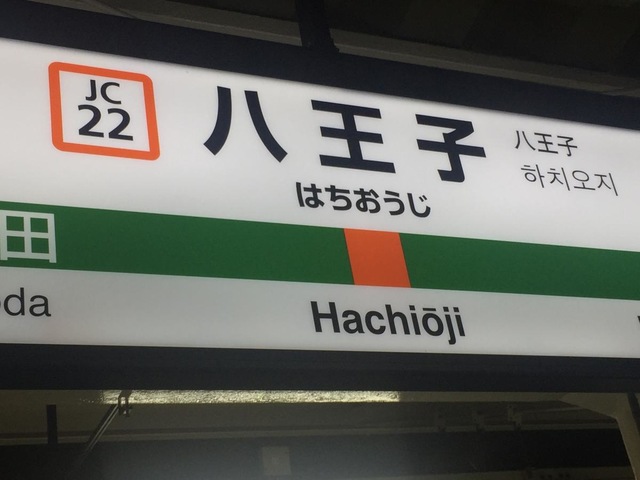 JC
22
八王子
はちおうじ
八王子
하치오지
田
oda
Hachiōji